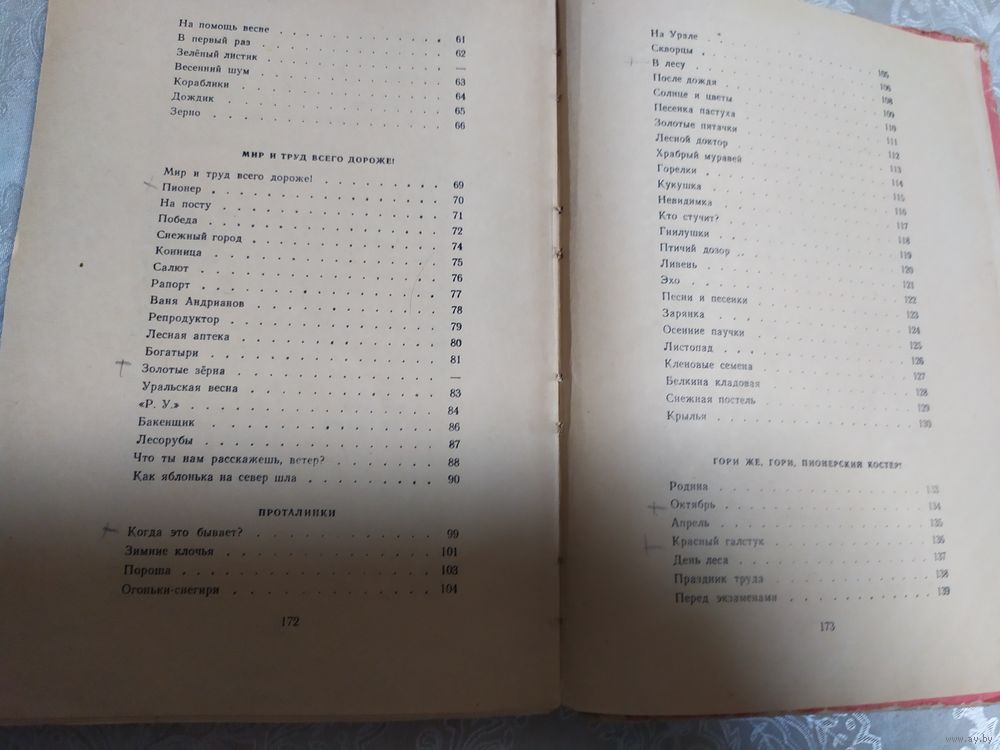 На помощь весне . . . . . . . . . . 61
В первый раз . . . . . . . . . . 62
Зелёный листик . . . . . . . . . . —
Весенний шум . . . . . . . . . . 63
Кораблики . . . . . . . . . . 64
Дождик . . . . . . . . . . 65
Зерно . . . . . . . . . . 66
МИР И ТРУД ВСЕГО ДОРОЖЕ!
Мир и труд всего дороже! . . . . . . . 69
Пионер . . . . . . . . . . 70
На посту . . . . . . . . . . 71
Победа . . . . . . . . . . 72
Снежный город . . . . . . . . . . 74
Конница . . . . . . . . . . 75
Салют . . . . . . . . . . 76
Рапорт . . . . . . . . . . 77
Ваня Андрианов . . . . . . . . . . 78
Репродуктор . . . . . . . . . . 79
Лесная аптека . . . . . . . . . . 80
Богатыри . . . . . . . . . . 81
Золотые зёрна . . . . . . . . . . —
Уральская весна . . . . . . . . . . 83
«Р. У.» . . . . . . . . . . 84
Бакенщик . . . . . . . . . . 86
Лесорубы . . . . . . . . . . 87
Что ты нам расскажешь, ветер? . . . . . . . 88
Как яблонька на север шла . . . . . . . . 90
ПРОТАЛИНКИ
Когда это бывает? . . . . . . . . . . 99
Зимние клочья . . . . . . . . . . 101
Пороша . . . . . . . . . . 103
Огоньки-снегири . . . . . . . . . . 104
172
На Урале . . . . . . . . . . 105
Скворцы . . . . . . . . . . 106
В лесу . . . . . . . . . . 108
После дождя . . . . . . . . . . 109
Солнце и цветы . . . . . . . . . . 110
Песенка пастуха . . . . . . . . . . 111
Золотые пятачки . . . . . . . . . . 112
Лесной доктор . . . . . . . . . . 113
Храбрый муравей . . . . . . . . . . 114
Горелки . . . . . . . . . . 115
Кукушка . . . . . . . . . . 116
Невидимка . . . . . . . . . . 117
Кто стучит? . . . . . . . . . . 118
Гнилушки . . . . . . . . . . 119
Птичий дозор . . . . . . . . . . 120
Ливень . . . . . . . . . . 121
Эхо . . . . . . . . . . 122
Песни и песенки . . . . . . . . . . 123
Зарянка . . . . . . . . . . 124
Осенние паучки . . . . . . . . . . 125
Листопад . . . . . . . . . . 126
Кленовые семена . . . . . . . . . . 127
Белкина кладовая . . . . . . . . . . 128
Снежная постель . . . . . . . . . . 129
Крылья . . . . . . . . . . 130
ГОРИ ЖЕ, ГОРИ, ПИОНЕРСКИЙ КОСТЕР!
Родина . . . . . . . . . . 133
Октябрь . . . . . . . . . . 134
Апрель . . . . . . . . . . 135
Красный галстук . . . . . . . . . . 136
День леса . . . . . . . . . . 137
Праздник труда . . . . . . . . . . 138
Перед экзаменами . . . . . . . . . . 139
173
www.ay.by